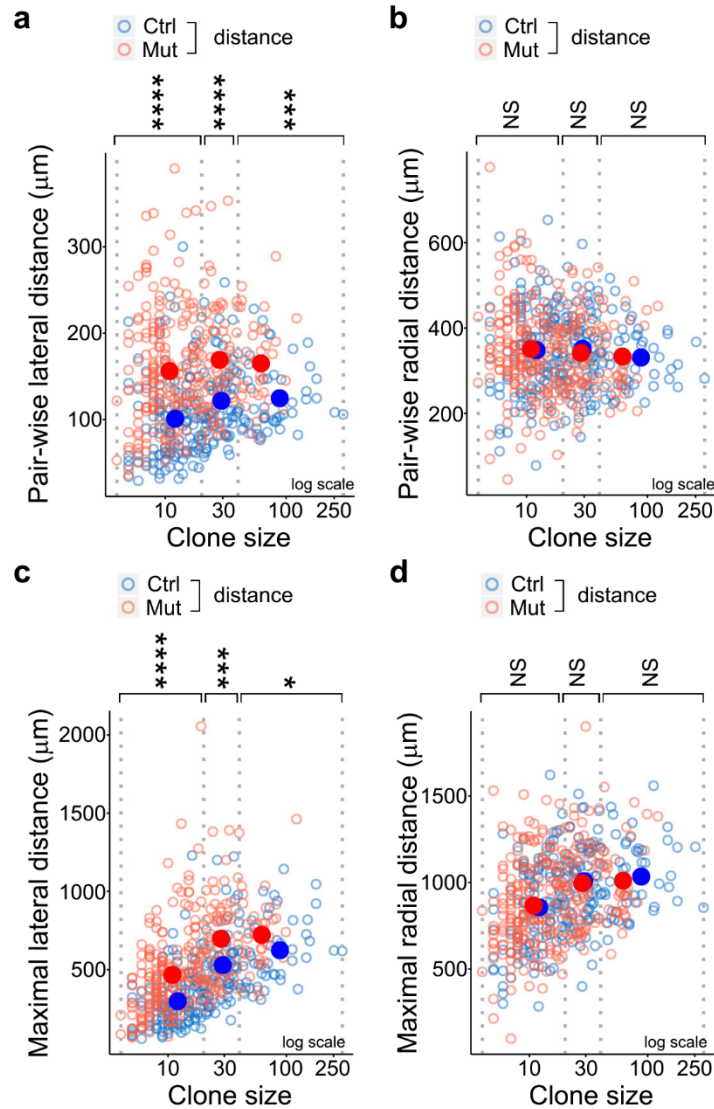 a
Ctrl
Mut
distance
****
****
***
Pair-wise lateral distance (μm)
300
200
100
log scale
10
30
100
250
Clone size
b
Ctrl
Mut
distance
NS
NS
NS
Pair-wise radial distance (μm)
600
400
200
log scale
10
30
100
250
Clone size
c
Ctrl
Mut
distance
****
***
*
Maximal lateral distance (μm)
2000
1500
1000
500
log scale
10
30
100
250
Clone size
d
Ctrl
Mut
distance
NS
NS
NS
Maximal radial distance (μm)
1500
1000
500
log scale
10
30
100
250
Clone size